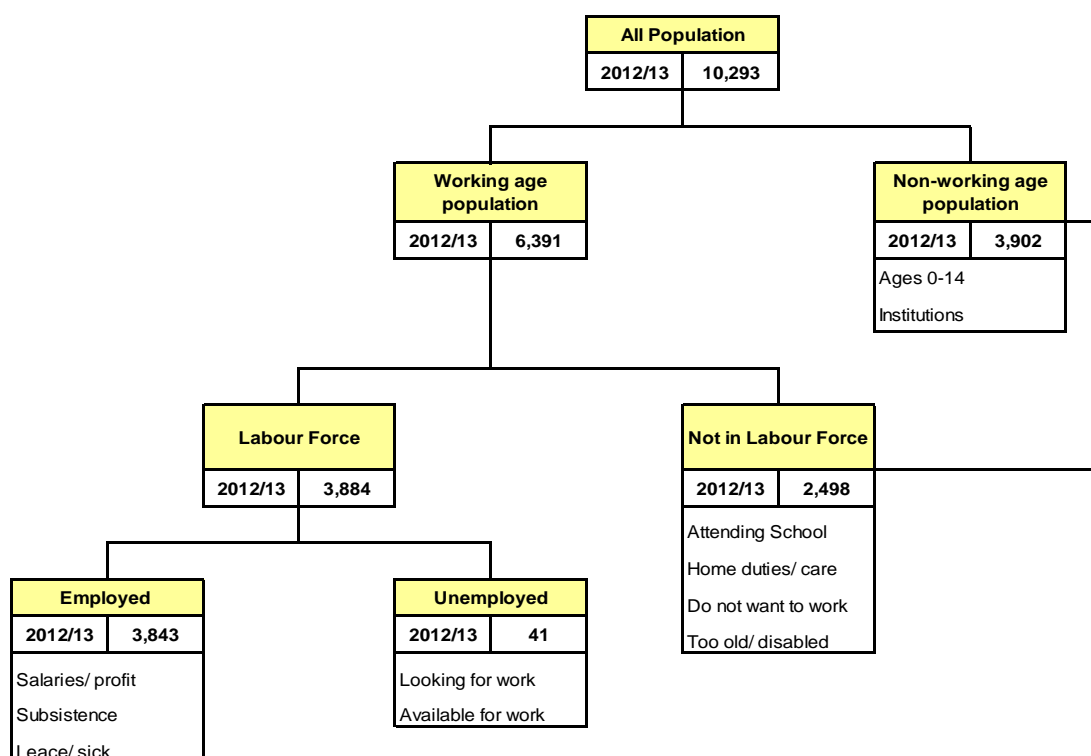 All Population
2012/13 10,293
Working age
population
2012/13 6,391
Non-working age
population
2012/13 3,902
Ages 0-14
Institutions
Labour Force
2012/13 3,884
Not in Labour Force
2012/13 2,498
Attending School
Home duties/ care
Do not want to work
Too old/ disabled
Employed
2012/13 3,843
Salaries/ profit
Subsistence
Leace/ sick
Unemployed
2012/13 41
Looking for work
Available for work